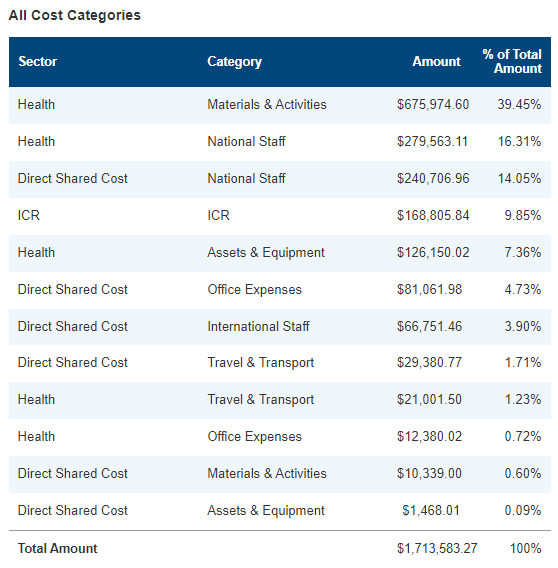 All Cost Categories
Sector Category Amount % of Total Amount
Health Materials & Activities $675,974.60 39.45%
Health National Staff $279,563.11 16.31%
Direct Shared Cost National Staff $240,706.96 14.05%
ICR ICR $168,805.84 9.85%
Health Assets & Equipment $126,150.02 7.36%
Direct Shared Cost Office Expenses $81,061.98 4.73%
Direct Shared Cost International Staff $66,751.46 3.90%
Direct Shared Cost Travel & Transport $29,380.77 1.71%
Health Travel & Transport $21,001.50 1.23%
Health Office Expenses $12,380.02 0.72%
Direct Shared Cost Materials & Activities $10,339.00 0.60%
Direct Shared Cost Assets & Equipment $1,468.01 0.09%
Total Amount $1,713,583.27 100%